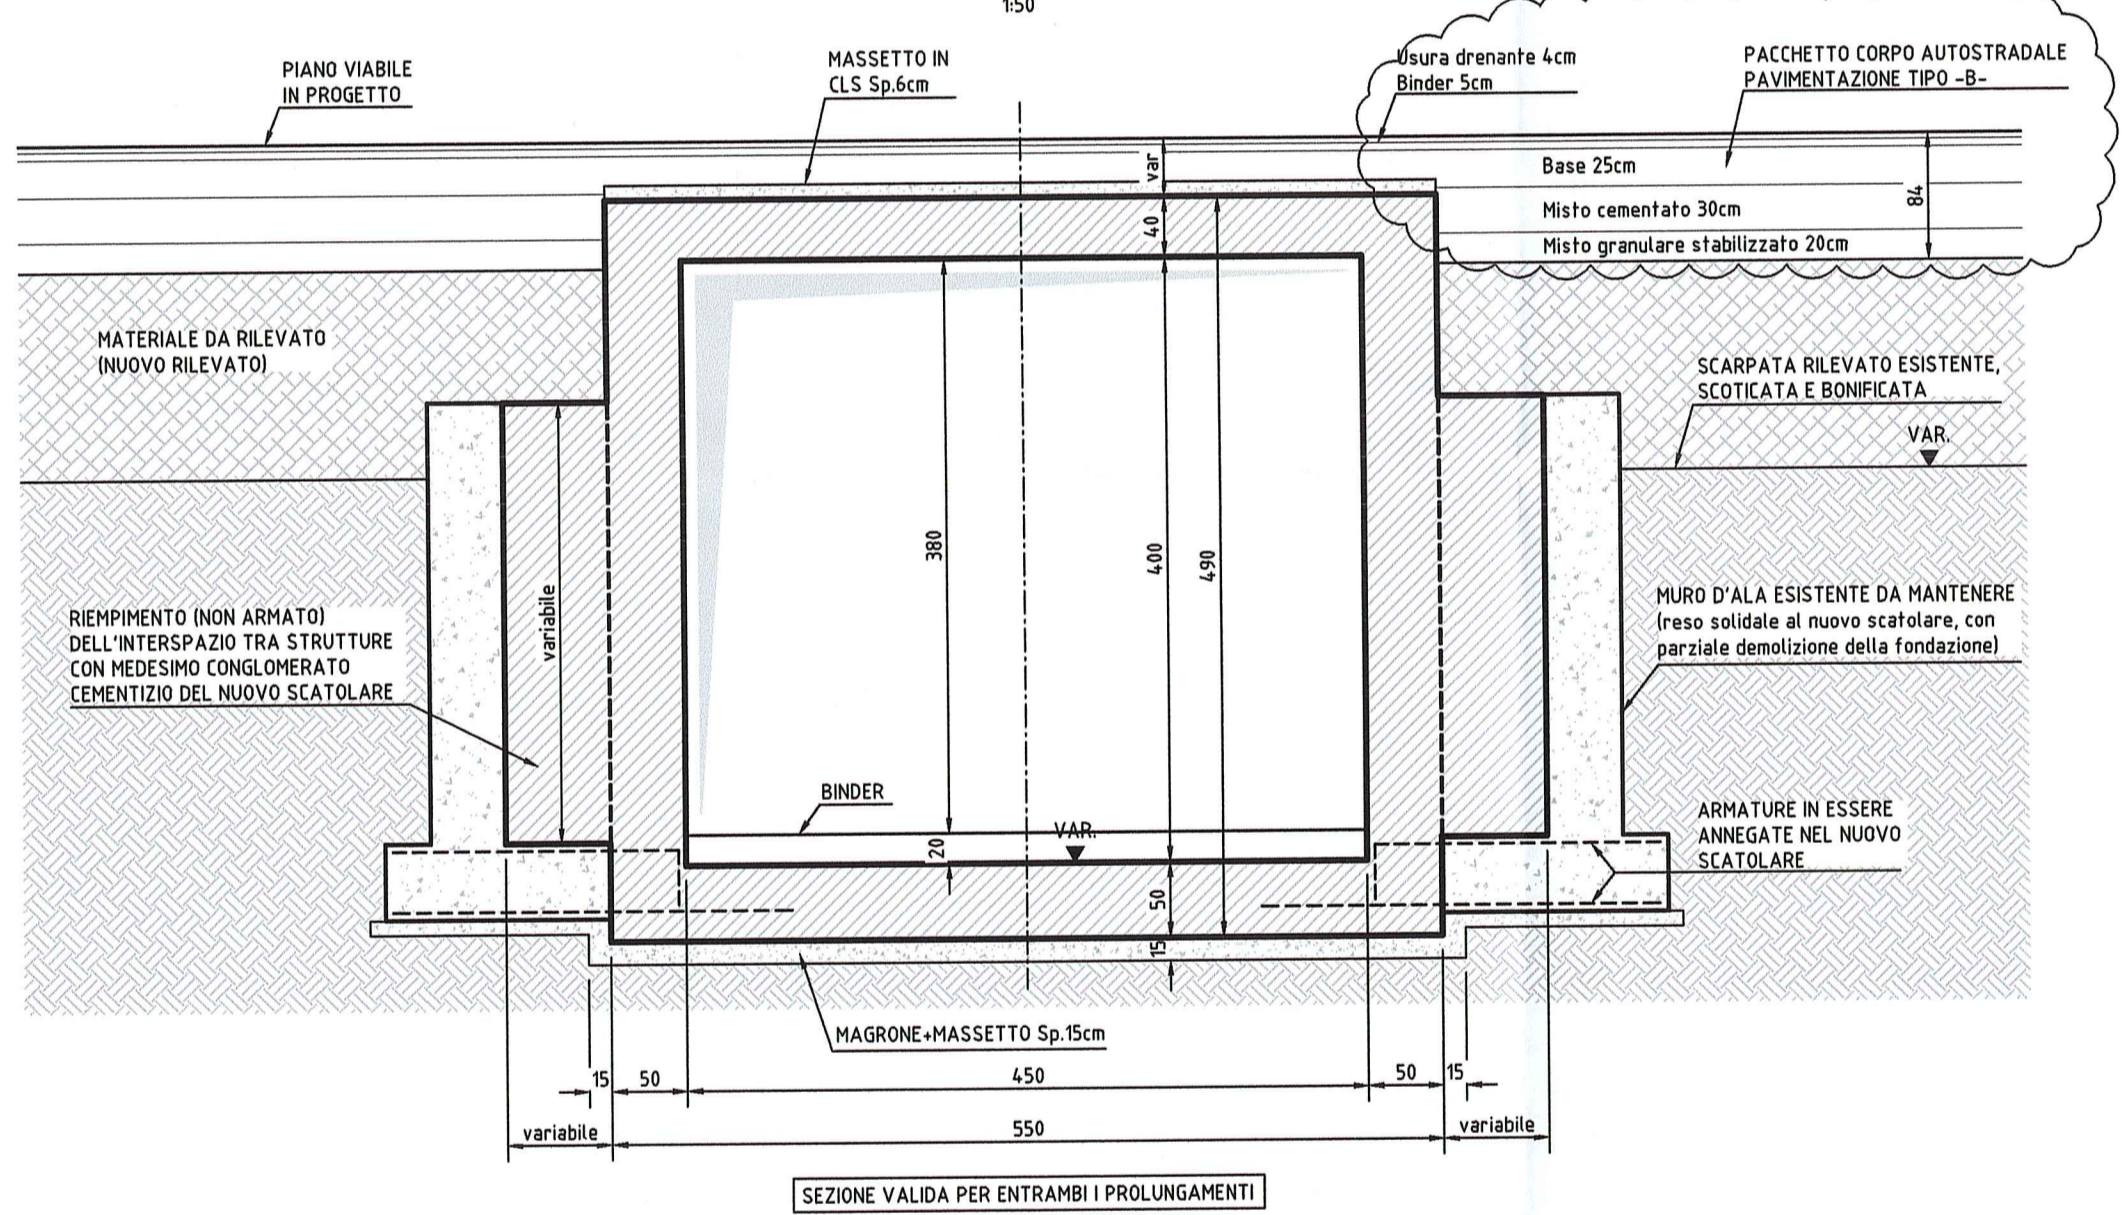 1:50
PIANO VIABILE
IN PROGETTO
MASSETTO IN
CLS Sp.6cm
Usura drenante 4cm
Binder 5cm
PACCHETTO CORPO AUTOSTRADALE
PAVIMENTAZIONE TIPO -B-
var
Base 25cm
84
40
Misto cementato 30cm
Misto granulare stabilizzato 20cm
MATERIALE DA RILEVATO
(NUOVO RILEVATO)
SCARPATA RILEVATO ESISTENTE,
SCOTICATA E BONIFICATA
VAR.
380
400
490
variabile
RIEMPIMENTO (NON ARMATO)
DELL'INTERSPAZIO TRA STRUTTURE
CON MEDESIMO CONGLOMERATO
CEMENTIZIO DEL NUOVO SCATOLARE
MURO D'ALA ESISTENTE DA MANTENERE
(reso solidale al nuovo scatolare, con
parziale demolizione della fondazione)
BINDER
VAR.
20
ARMATURE IN ESSERE
ANNEGATE NEL NUOVO
SCATOLARE
50
15
MAGRONE+MASSETTO Sp.15cm
15 50 450 50 15
variabile 550 variabile
SEZIONE VALIDA PER ENTRAMBI I PROLUNGAMENTI